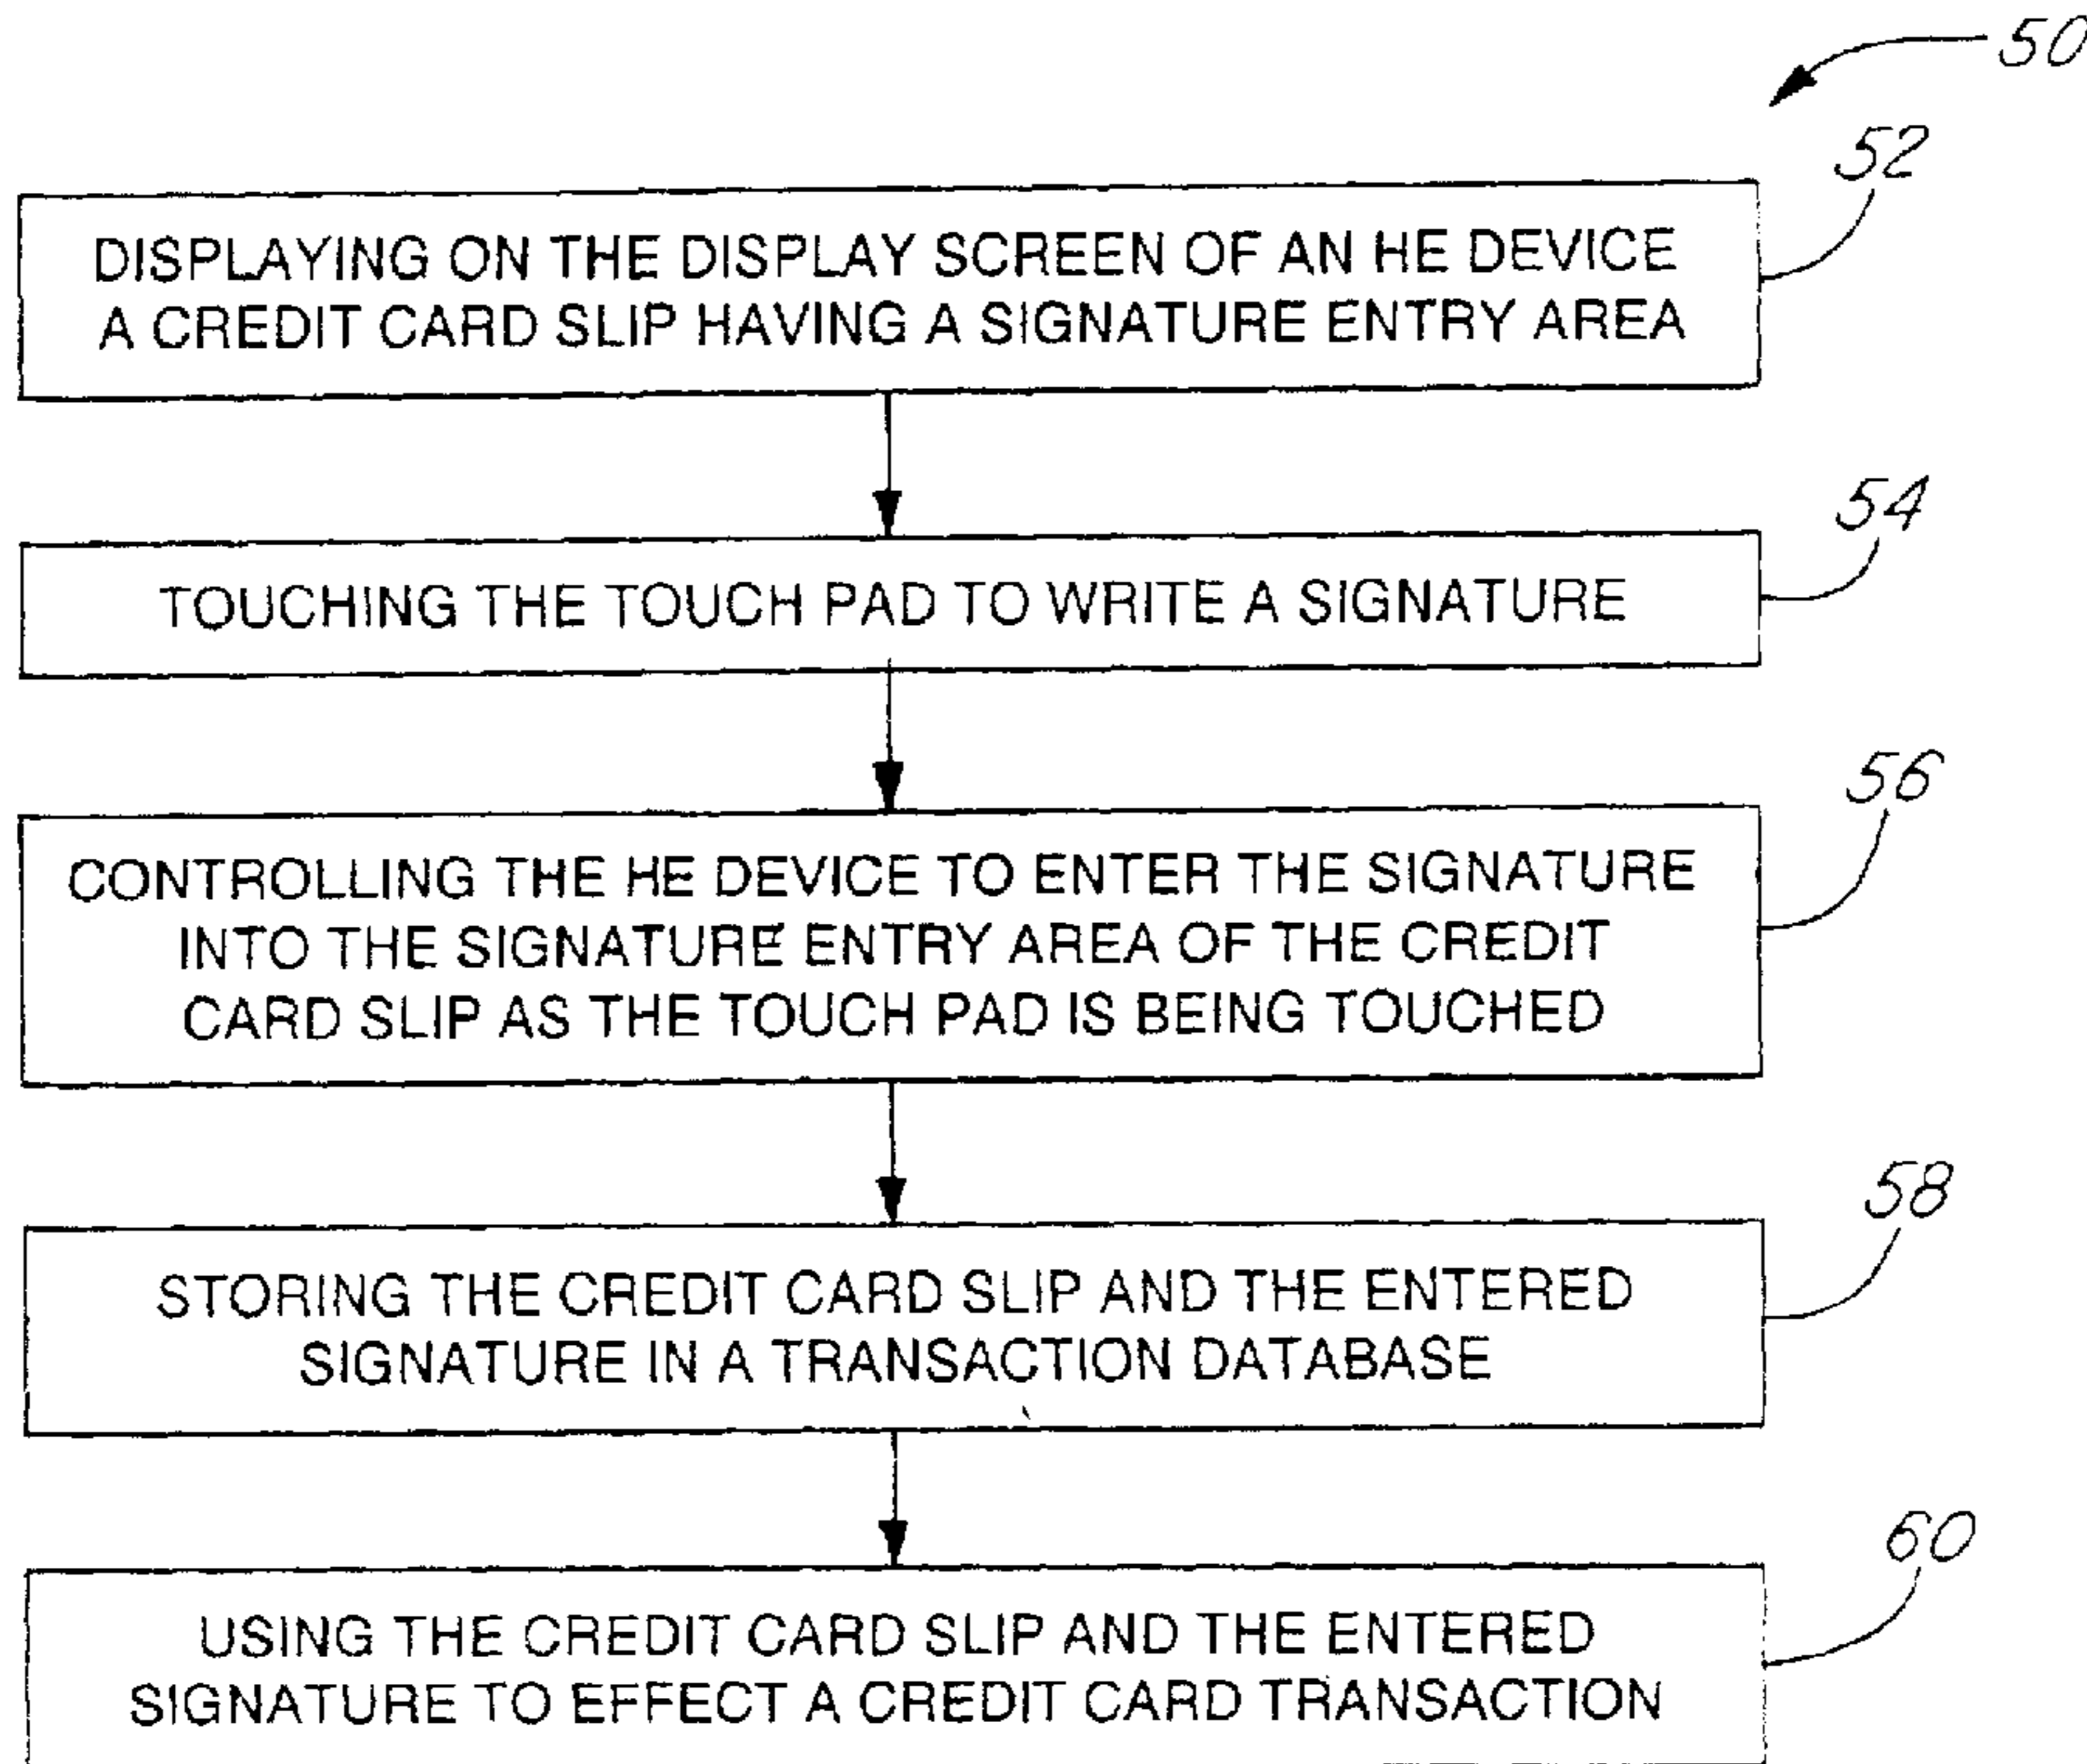 50
52
DISPLAYING ON THE DISPLAY SCREEN OF AN HE DEVICE
A CREDIT CARD SLIP HAVING A SIGNATURE ENTRY AREA
54
TOUCHING THE TOUCH PAD TO WRITE A SIGNATURE
56
CONTROLLING THE HE DEVICE TO ENTER THE SIGNATURE
INTO THE SIGNATURE ENTRY AREA OF THE CREDIT
CARD SLIP AS THE TOUCH PAD IS BEING TOUCHED
58
STORING THE CREDIT CARD SLIP AND THE ENTERED
SIGNATURE IN A TRANSACTION DATABASE
60
USING THE CREDIT CARD SLIP AND THE ENTERED
SIGNATURE TO EFFECT A CREDIT CARD TRANSACTION